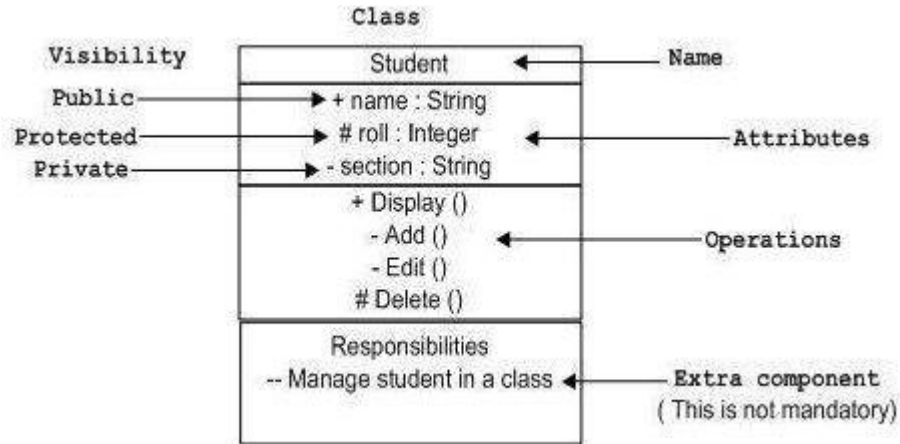 Class
Visibility
Student
Name
Public
+ name : String
Protected
# roll : Integer
Attributes
Private
- section : String
+ Display ()
- Add ()
Operations
- Edit ()
# Delete ()
Responsibilities
-- Manage student in a class
Extra component
( This is not mandatory)